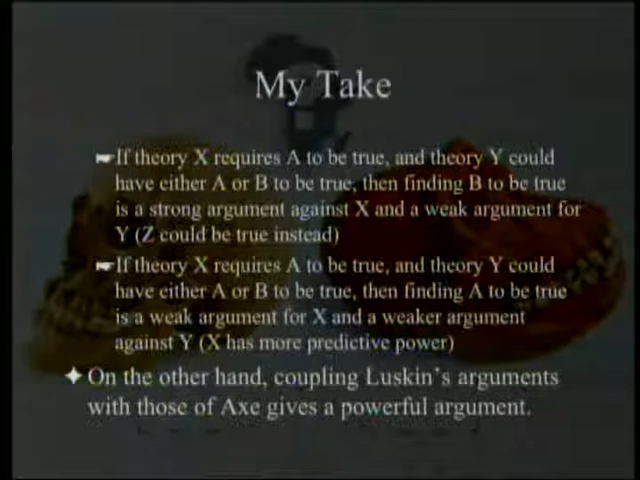 My Take
If theory X requires A to be true, and theory Y could
have either A or B to be true, then finding B to be true
is a strong argument against X and a weak argument for
Y (Z could be true instead)
If theory X requires A to be true, and theory Y could
have either A or B to be true, then finding A to be true
is a weak argument for X and a weaker argument
against Y (X has more predictive power)
On the other hand, coupling Luskin's arguments
with those of Axe gives a powerful argument.